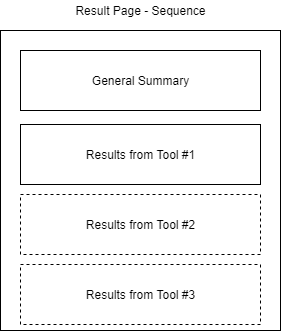 Result Page - Sequence
General Summary
Results from Tool #1
Results from Tool #2
Results from Tool #3